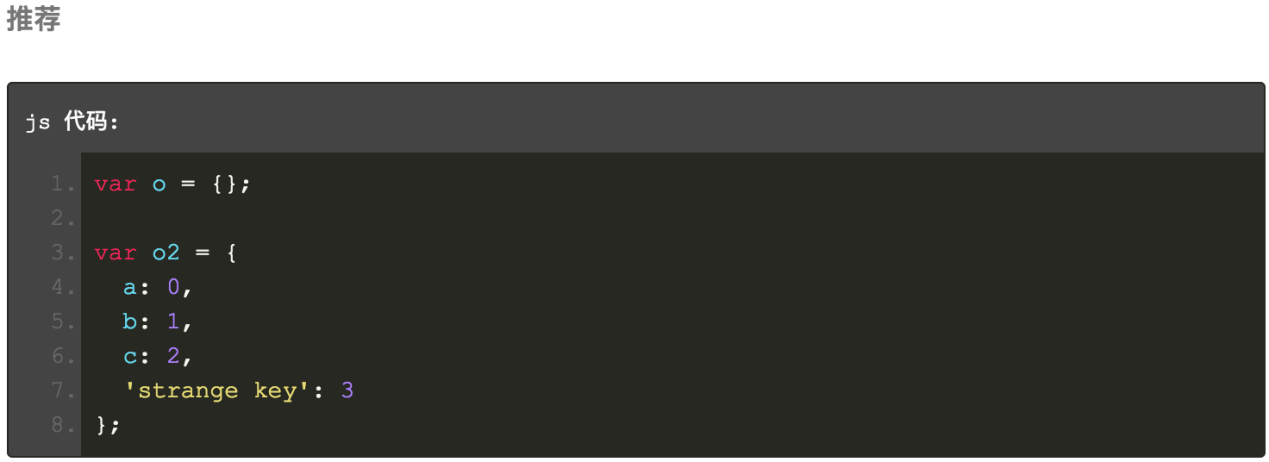 推荐
js 代码:
1. var o = {};
2.
3. var o2 = {
4.   a: 0,
5.   b: 1,
6.   c: 2,
7.   'strange key': 3
8. };